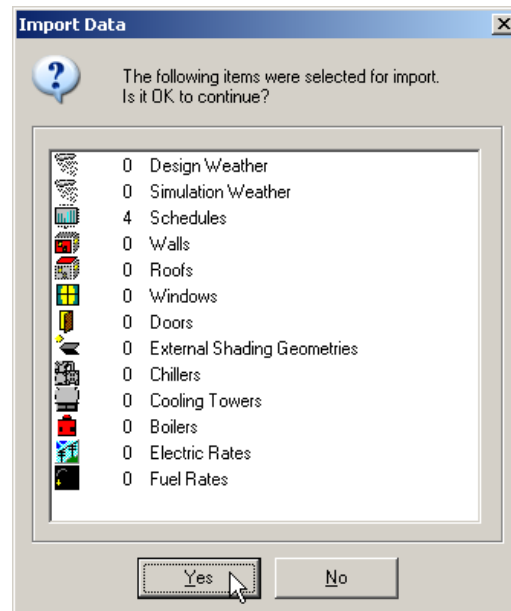 Import Data
The following items were selected for import.
Is it OK to continue?
0 Design Weather
0 Simulation Weather
4 Schedules
0 Walls
0 Roofs
0 Windows
0 Doors
0 External Shading Geometries
0 Chillers
0 Cooling Towers
0 Boilers
0 Electric Rates
0 Fuel Rates
Yes No